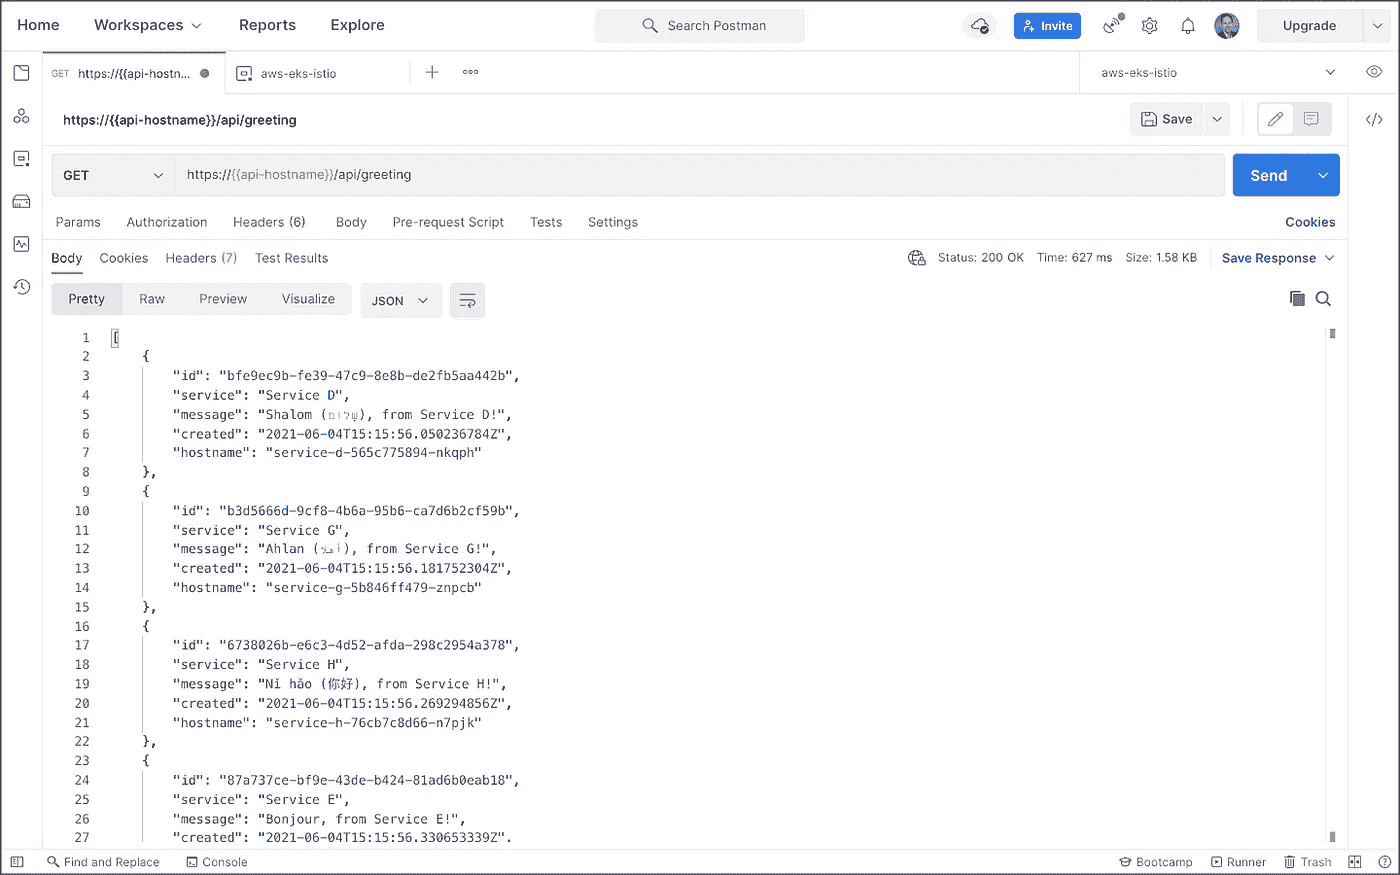 Home Workspaces Reports Explore Search Postman Invite Upgrade
GET https://{{api-hostn... aws-eks-istio aws-eks-istio
https://{{api-hostname}}/api/greeting Save
GET https://{{api-hostname}}/api/greeting Send
Params Authorization Headers (6) Body Pre-request Script Tests Settings Cookies
Body Cookies Headers (7) Test Results Status: 200 OK Time: 627 ms Size: 1.58 KB Save Response
Pretty Raw Preview Visualize JSON
1 [
2 {
3 "id": "bfe9ec9b-fe39-47c9-8e8b-de2fb5aa442b",
4 "service": "Service D",
5 "message": "Shalom (שָׁלוֹם), from Service D!",
6 "created": "2021-06-04T15:15:56.050236784Z",
7 "hostname": "service-d-565c775894-nkqph"
8 },
9 {
10 "id": "b3d5666d-9cf8-4b6a-95b6-ca7d6b2cf59b",
11 "service": "Service G",
12 "message": "Ahlan (أهلا), from Service G!",
13 "created": "2021-06-04T15:15:56.181752304Z",
14 "hostname": "service-g-5b846ff479-znpcb"
15 },
16 {
17 "id": "6738026b-e6c3-4d52-afda-298c2954a378",
18 "service": "Service H",
19 "message": "Nǐ hǎo (你好), from Service H!",
20 "created": "2021-06-04T15:15:56.269294856Z",
21 "hostname": "service-h-76cb7c8d66-n7pjk"
22 },
23 {
24 "id": "87a737ce-bf9e-43de-b424-81ad6b0eab18",
25 "service": "Service E",
26 "message": "Bonjour, from Service E!",
27 "created": "2021-06-04T15:15:56.330653339Z",
Find and Replace Console Bootcamp Runner Trash